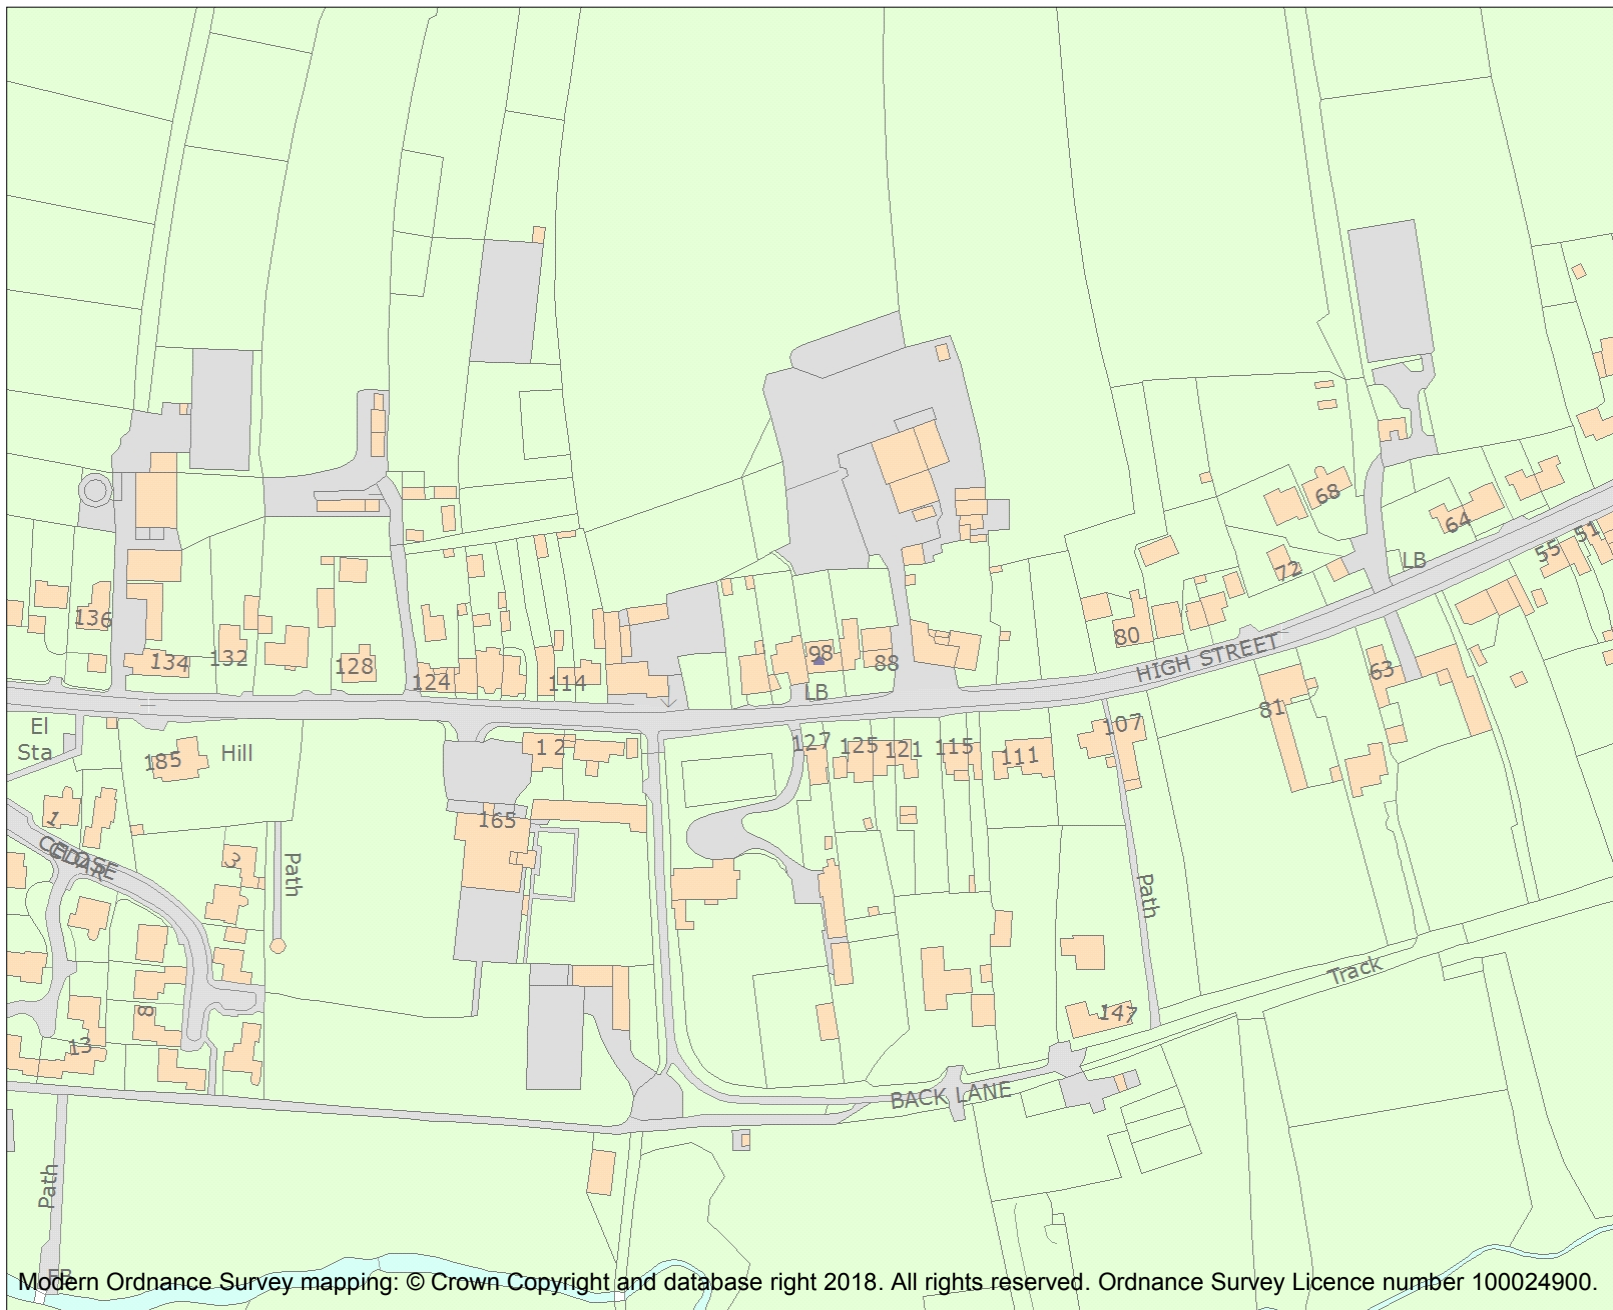 68
64
LB
55
51
72
136
134
132
128
124
114
98
88
80
HIGH STREET
63
LB
81
El
Sta
185
Hill
1 2
127
125
121
115
111
107
1
CEDAR
CLOSE
165
3
Path
Path
Track
8
13
147
BACK LANE
Path
FB
Modern Ordnance Survey mapping: © Crown Copyright and database right 2018. All rights reserved. Ordnance Survey Licence number 100024900.